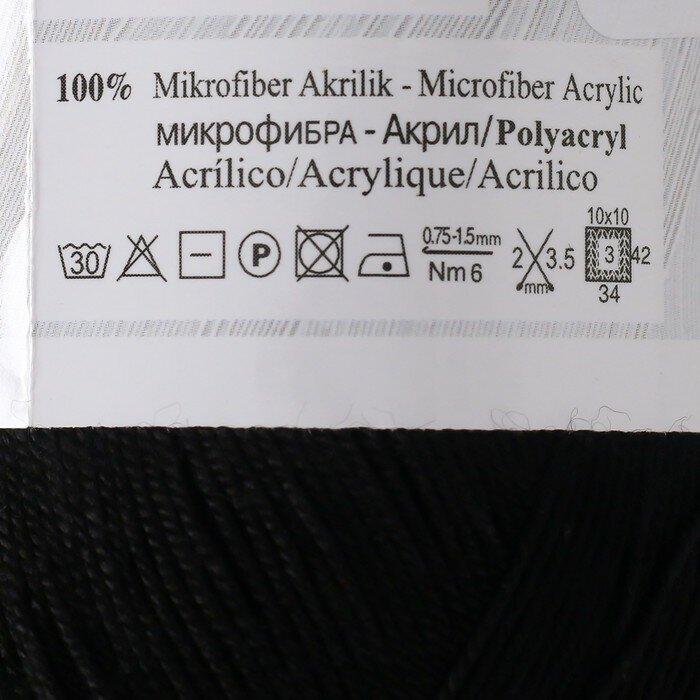 100% Mikrofiber Akrilik - Microfiber Acrylic
МИКРОФИБРА - Акрил/Polyacryl
Acrílico/Acrylique/Acrilico
30 P 0.75-1.5mm 2 3.5 10x10 3 42
Nm 6 mm 34